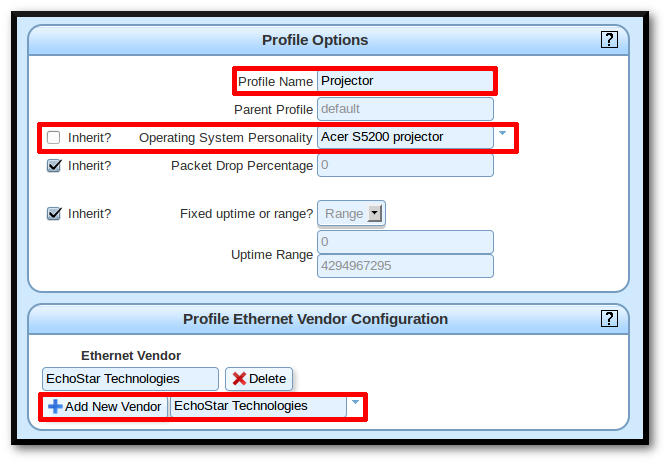 Profile Options ?
Profile Name Projector
Parent Profile default
Inherit? Operating System Personality Acer S5200 projector
Inherit? Packet Drop Percentage 0
Inherit? Fixed uptime or range? Range
Uptime Range 0
4294967295
Profile Ethernet Vendor Configuration ?
Ethernet Vendor
EchoStar Technologies Delete
Add New Vendor EchoStar Technologies